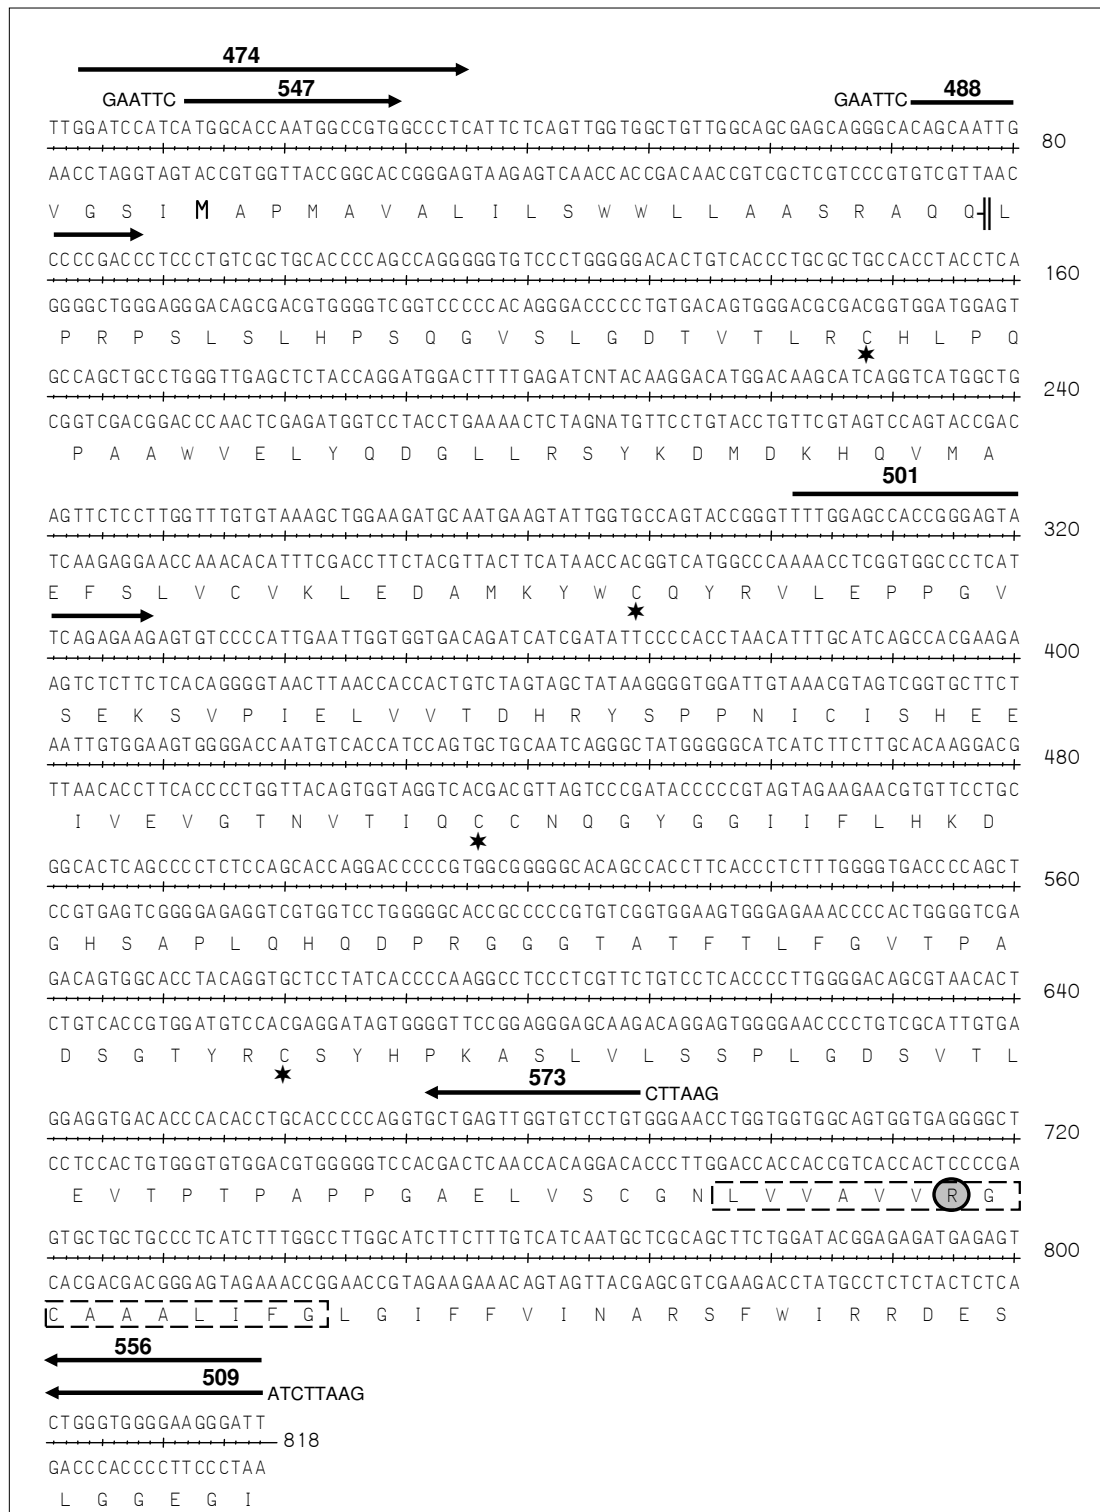 474
GAATTC 547 GAATTC 488
TTGGATCCATCATGGCACCAATGGCCGTGGCCCTCATTCTCAGTTGGTGGCTGTTGGCAGCGAGCAGGGCACAGCAATTG
80
AACCTAGGTAGTACCGTGGTTACCGGCACCGGGAGTAAGAGTCAACCACCGACAACCGTCGCTCGTCCCGTGTCGTTAAC
V G S I M A P M A V A L I L S W W L L A A S R A Q Q L
CCCCGACCCTCCCTGTCGCTGCACCCCAGCCAGGGGGTGTCCCTGGGGGACACTGTCACCCTGCGCTGCCACCTACCTCA
160
GGGGCTGGGAGGGACAGCGACGTGGGGTCGGTCCCCCACAGGGACCCCCTGTGACAGTGGGACGCGACGGTGGATGGAGT
P R P S L S L H P S Q G V S L G D T V T L R C H L P Q
★
GCCAGCTGCCTGGGTTGAGCTCTACCAGGATGGACTTTTGAGATCNTACAAGGACATGGACAAGCATCAGGTCATGGCTG
240
CGGTCGACGGACCCAACTCGAGATGGTCCTACCTGAAAACTCTAGNATGTTCCTGTACCTGTTCGTAGTCCAGTACCGAC
P A A W V E L Y Q D G L L R S Y K D M D K H Q V M A
501
AGTTCTCCTTGGTTTGTGTAAAGCTGGAAGATGCAATGAAGTATTGGTGCCAGTACCGGGTTTTGGAGCCACCGGGAGTA
320
TCAAGAGGAACCAAACACATTTCGACCTTCTACGTTACTTCATAACCACGGTCATGGCCCAAAACCTCGGTGGCCCTCAT
E F S L V C V K L E D A M K Y W C Q Y R V L E P P G V
★
TCAGAGAAGAGTGTCCCCATTGAATTGGTGGTGACAGATCATCGATATTCCCCACCTAACATTTGCATCAGCCACGAAGA
400
AGTCTCTTCTCACAGGGGTAACTTAACCACCACTGTCTAGTAGCTATAAGGGGTGGATTGTAAACGTAGTCGGTGCTTCT
S E K S V P I E L V V T D H R Y S P P N I C I S H E E
AATTGTGGAAGTGGGGACCAATGTCACCATCCAGTGCTGCAATCAGGGCTATGGGGGCATCATCTTCTTGCACAAGGACG
480
TTAACACCTTCACCCCTGGTTACAGTGGTAGGTCACGACGTTAGTCCCGATACCCCCGTAGTAGAAGAACGTGTTCCTGC
I V E V G T N V T I Q C C N Q G Y G G I I F L H K D
★
GGCACTCAGCCCCTCTCCAGCACCAGGACCCCCGTGGCGGGGGCACAGCCACCTTCACCCTCTTTGGGGTGACCCCAGCT
560
CCGTGAGTCGGGGAGAGGTCGTGGTCCTGGGGGCACCGCCCCCGTGTCGGTGGAAGTGGGAGAAACCCCACTGGGGTCGA
G H S A P L Q H Q D P R G G G T A T F T L F G V T P A
GACAGTGGCACCTACAGGTGCTCCTATCACCCCAAGGCCTCCCTCGTTCTGTCCTCACCCCTTGGGGACAGCGTAACACT
640
CTGTCACCGTGGATGTCCACGAGGATAGTGGGGTTCCGGAGGGAGCAAGACAGGAGTGGGGAACCCCTGTCGCATTGTGA
D S G T Y R C S Y H P K A S L V L S S P L G D S V T L
★
573 CTTAAG
GGAGGTGACACCCACACCTGCACCCCCAGGTGCTGAGTTGGTGTCCTGTGGGAACCTGGTGGTGGCAGTGGTGAGGGGCT
720
CCTCCACTGTGGGTGTGGACGTGGGGGTCCACGACTCAACCACAGGACACCCTTGGACCACCACCGTCACCACTCCCCGA
E V T P T P A P P G A E L V S C G N L V V A V V R G
GTGCTGCTGCCCTCATCTTTGGCCTTGGCATCTTCTTTGTCATCAATGCTCGCAGCTTCTGGATACGGAGAGATGAGAGT
800
CACGACGACGGGAGTAGAAACCGGAACCGTAGAAGAAACAGTAGTTACGAGCGTCGAAGACCTATGCCTCTCTACTCTCA
C A A A L I F G L G I F F V I N A R S F W I R R D E S
556
509 ATCTTAAG
CTGGGTGGGGAAGGGATT
818
GACCCACCCCTTCCCTAA
L G G E G I